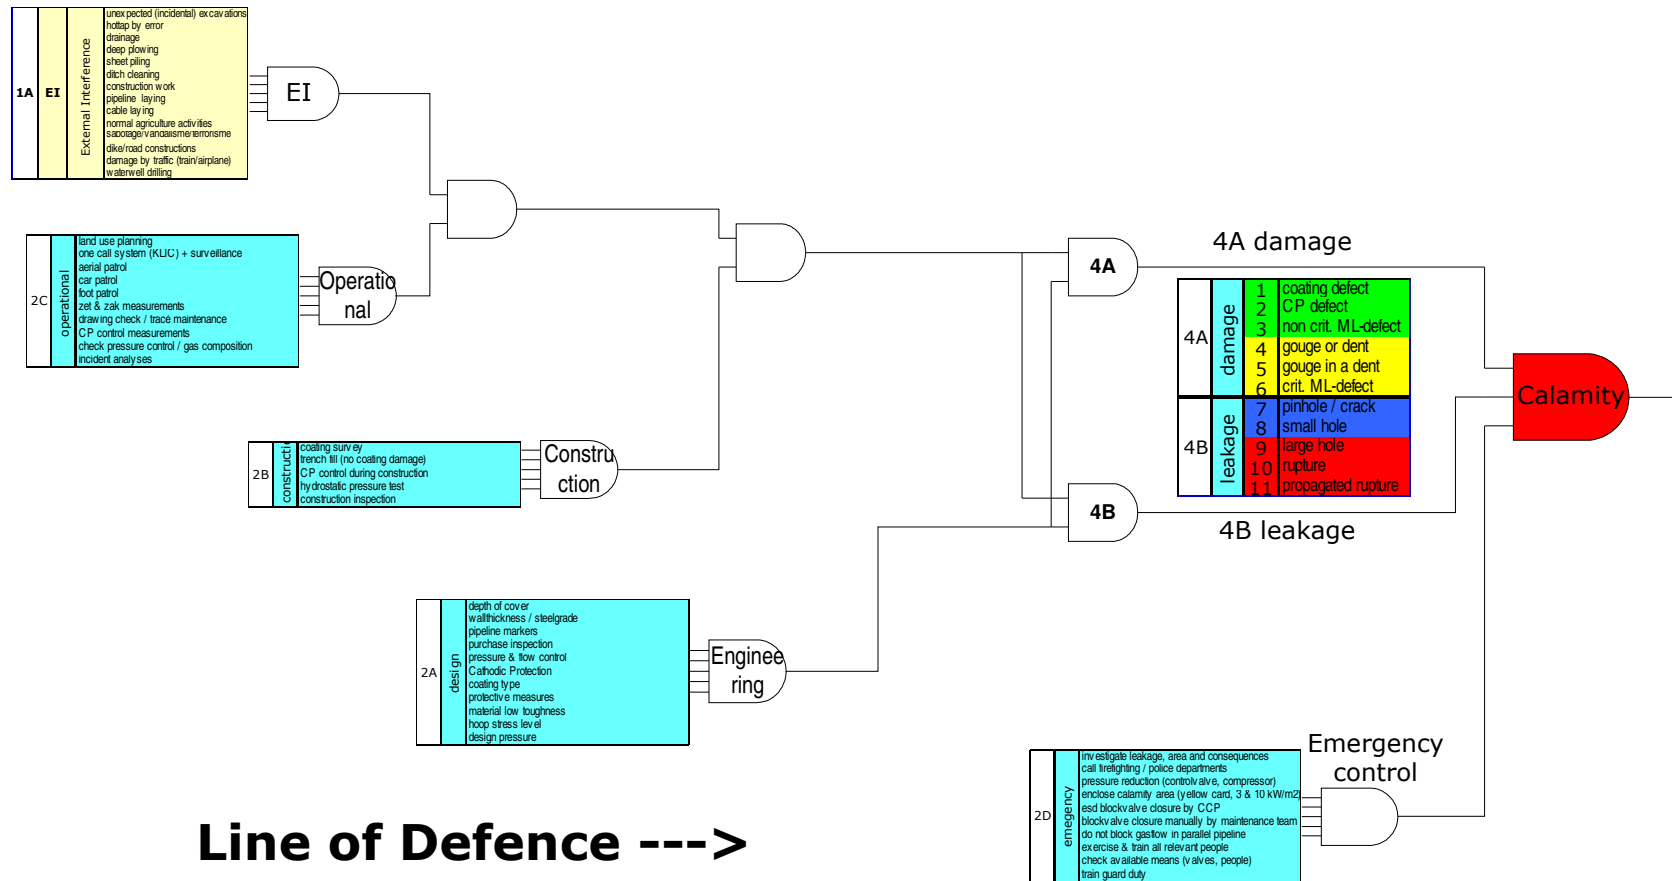 1A
EI
External Interference
unexpected (incidental) excavations
hottap by error
drainage
deep plowing
sheet piling
ditch cleaning
construction work
pipeline laying
cable laying
normal agriculture activities
sabotage/vandalisme/terrorisme
dike/road constructions
damage by traffic (train/airplane)
waterwell drilling
EI
2C
operational
land use planning
one call system (KLIC) + surveillance
aerial patrol
car patrol
foot patrol
zet & zak measurements
drawing check / tracé maintenance
CP control measurements
check pressure control / gas composition
incident analyses
Operatio
nal
2B
constructi
coating survey
trench fill (no coating damage)
CP control during construction
hydrostatic pressure test
construction inspection
Constru
ction
2A
design
depth of cover
wallthickness / steelgrade
pipeline markers
purchase inspection
pressure & flow control
Cathodic Protection
coating type
protective measures
material low toughness
hoop stress level
design pressure
Enginee
ring
4A
4B
4A damage
4A
damage
1 coating defect
2 CP defect
3 non crit. ML-defect
4 gouge or dent
5 gouge in a dent
6 crit. ML-defect
4B
leakage
7 pinhole / crack
8 small hole
9 large hole
10 rupture
11 propagated rupture
4B leakage
Calamity
2D
emegency
investigate leakage, area and consequences
call firefighting / police departments
pressure reduction (controlvalve, compressor)
enclose calamity area (yellow card, 3 & 10 kW/m2)
esd blockvalve closure by CCP
blockvalve closure manually by maintenance team
do not block gasflow in parallel pipeline
exercise & train all relevant people
check available means (valves, people)
train guard duty
Emergency
control
Line of Defence --->